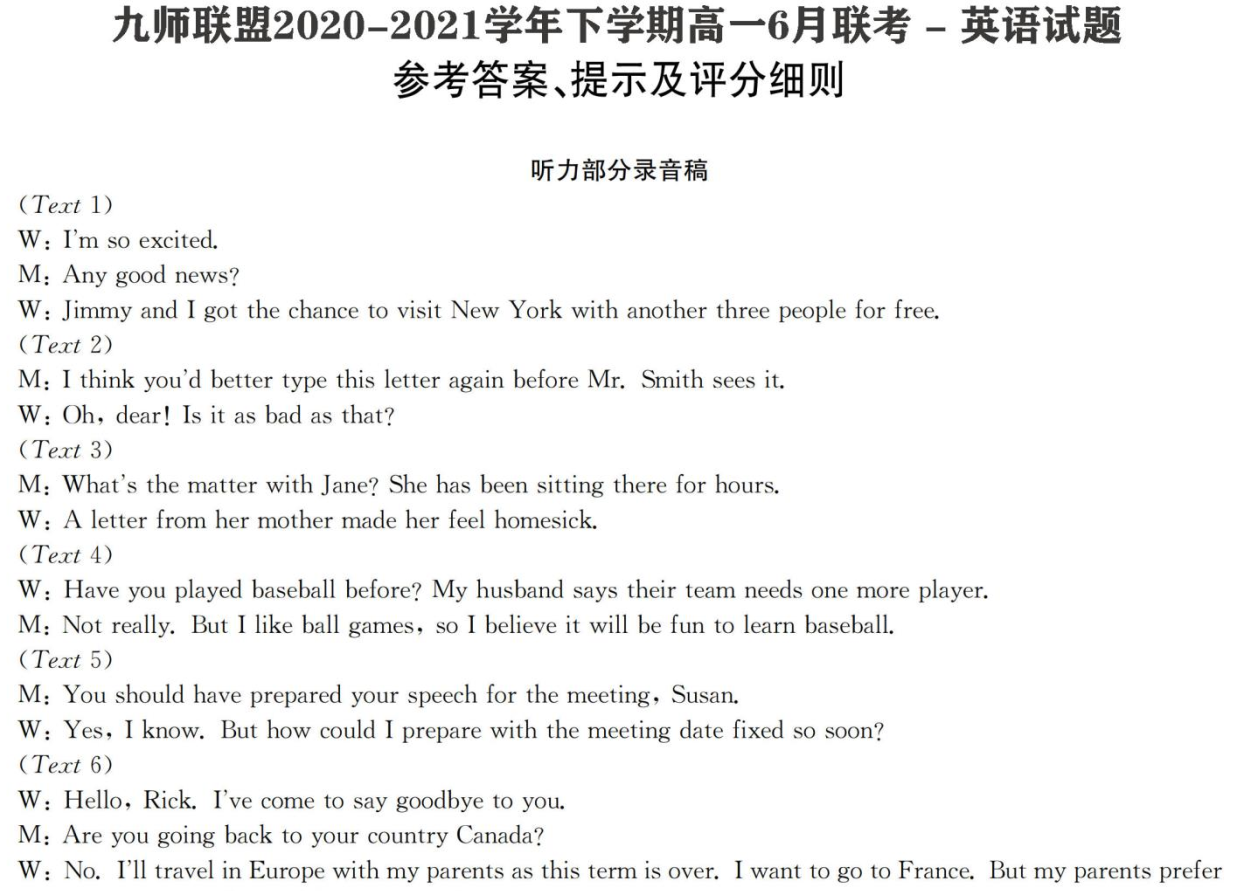 九师联盟2020-2021学年下学期高一6月联考 - 英语试题
参考答案、提示及评分细则
听力部分录音稿
(Text 1)
W: I'm so excited.
M: Any good news?
W: Jimmy and I got the chance to visit New York with another three people for free.
(Text 2)
M: I think you'd better type this letter again before Mr. Smith sees it.
W: Oh, dear! Is it as bad as that?
(Text 3)
M: What's the matter with Jane? She has been sitting there for hours.
W: A letter from her mother made her feel homesick.
(Text 4)
W: Have you played baseball before? My husband says their team needs one more player.
M: Not really. But I like ball games, so I believe it will be fun to learn baseball.
(Text 5)
M: You should have prepared your speech for the meeting, Susan.
W: Yes, I know. But how could I prepare with the meeting date fixed so soon?
(Text 6)
W: Hello, Rick. I've come to say goodbye to you.
M: Are you going back to your country Canada?
W: No. I'll travel in Europe with my parents as this term is over. I want to go to France. But my parents prefer